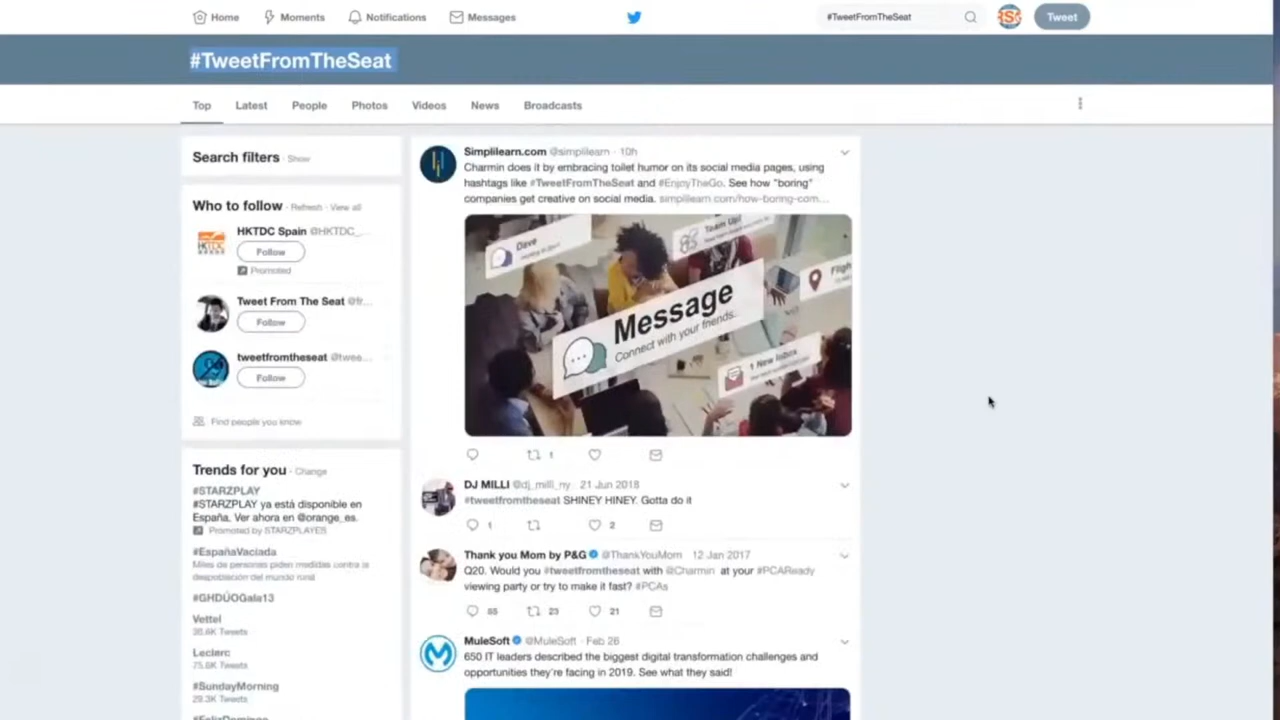 Home Moments Notifications Messages #TweetFromTheSeat Tweet
#TweetFromTheSeat
Top Latest People Photos Videos News Broadcasts
Search filters · Show
Who to follow · Refresh · View all
HKTDC Spain @HKTDC_...
Follow
Promoted
Tweet From The Seat @fr...
Follow
tweetfromtheseat @twee...
Follow
Find people you know
Trends for you · Change
#STARZPLAY
#STARZPLAY ya está disponible en
España. Ver ahora en @orange_es.
Promoted by STARZPLAYES
#EspañaVaciada
Miles de personas piden medidas contra la
despoblación del mundo rural
#GHDÚOGala13
Vettel
Leclerc
75.8K Tweets
#SundayMorning
29.3K Tweets
#FelizDomingo
Simplilearn.com @simplilearn · 10h
Charmin does it by embracing toilet humor on its social media pages, using
hashtags like #TweetFromTheSeat and #EnjoyTheGo. See how "boring"
companies get creative on social media. simplilearn.com/how-boring-com...
Dave
Team Up!
Fligh
Message
Connect with your friends.
1 New Inbox
1
DJ MILLI @dj_milli_ny · 21 Jun 2018
#tweetfromtheseat SHINEY HINEY. Gotta do it
1 2
Thank you Mom by P&G @ThankYouMom · 12 Jan 2017
Q20. Would you #tweetfromtheseat with @Charmin at your #PCAReady
viewing party or try to make it fast? #PCAs
23 21
MuleSoft @MuleSoft · Feb 26
650 IT leaders described the biggest digital transformation challenges and
opportunities they're facing in 2019. See what they said!